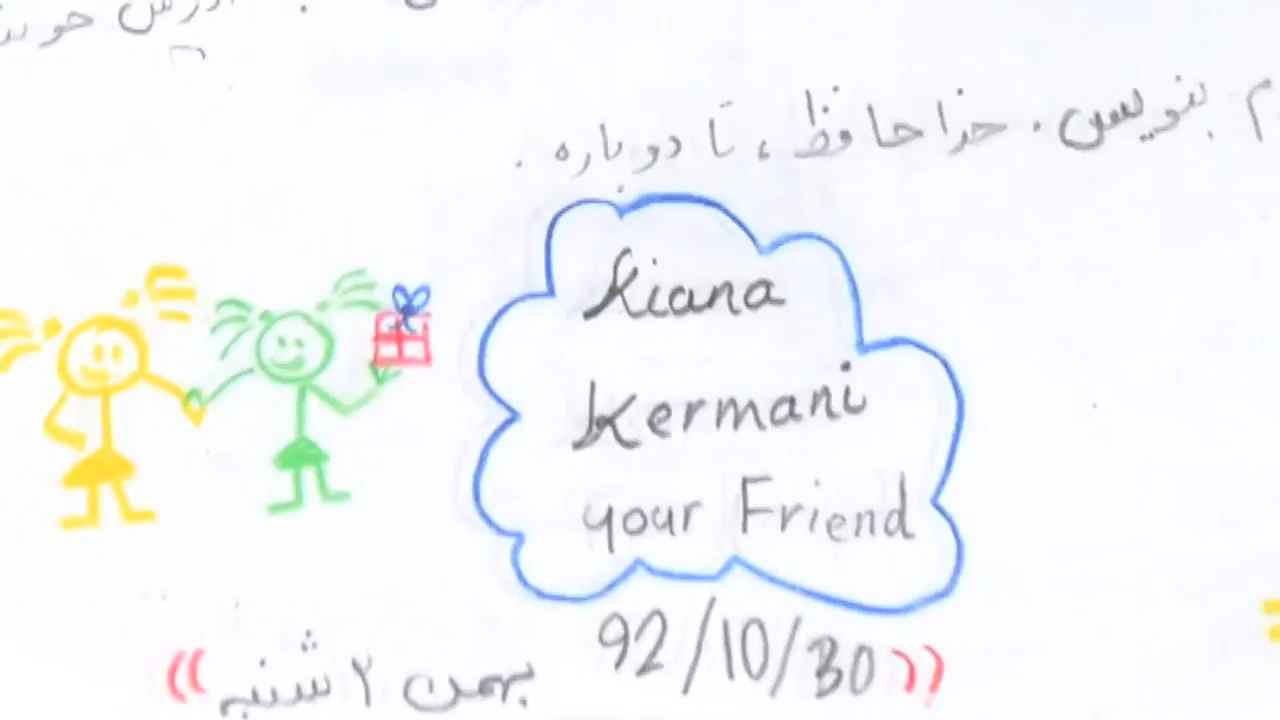 بنویس. خداحافظ، تا دوباره.
Kiana
Kermani
your Friend
92/10/30
بهمن ۲ شنبه